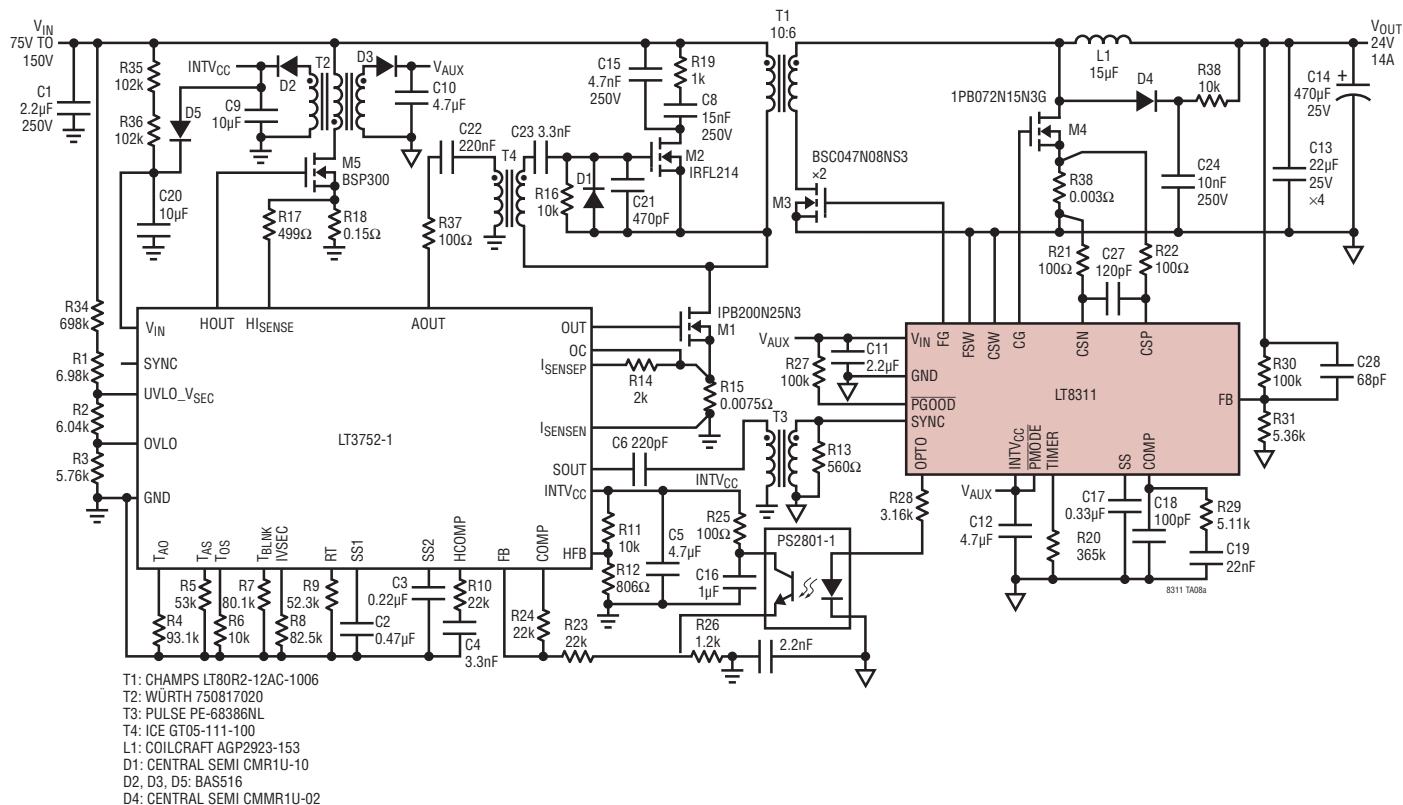 VIN
75V TO
150V
C1
2.2µF
250V
R35
102k
R36
102k
C20
10µF
D5
INTVCC
D2
C9
10µF
T2
D3
VAUX
C10
4.7µF
M5
BSP300
R17
499Ω
R18
0.15Ω
C22
220nF
R37
100Ω
T4
C23 3.3nF
R16
10k
D1
C21
470pF
C15
4.7nF
250V
R19
1k
C8
15nF
250V
M2
IRFL214
T1
10:6
BSC047N08NS3
×2
M3
L1
15µH
1PB072N15N3G
M4
D4
R38
10k
R38
0.003Ω
C24
10nF
250V
C14
470µF
25V
+
C13
22µF
25V
×4
VOUT
24V
14A
R21
100Ω
C27
120pF
R22
100Ω
R34
698k
R1
6.98k
R2
6.04k
R3
5.76k
VIN
SYNC
UVLO_VSEC
OVLO
GND
HOUT
HISENSE
AOUT
OUT
OC
ISENSEP
ISENSEN
SOUT
INTVCC
HFB
LT3752-1
TAO
TAS
TOS
TBLNK
IVSEC
RT
SS1
SS2
HCOMP
FB
COMP
IPB200N25N3
M1
R14
2k
R15
0.0075Ω
C6 220pF
T3
R13
560Ω
INTVCC
R11
10k
R12
806Ω
C5
4.7µF
R25
100Ω
C16
1µF
PS2801-1
R5
53k
R4
93.1k
R6
10k
R7
80.1k
R8
82.5k
R9
52.3k
C2
0.47µF
C3
0.22µF
R10
22k
C4
3.3nF
R24
22k
R23
22k
R26
1.2k
2.2nF
VAUX
R27
100k
C11
2.2µF
VIN
GND
PGOOD
SYNC
FG
FSW
CSW
CG
CSN
CSP
LT8311
FB
OPTO
INTVCC
PMODE
TIMER
SS
COMP
R30
100k
C28
68pF
R31
5.36k
R28
3.16k
VAUX
C12
4.7µF
R20
365k
C17
0.33µF
C18
100pF
R29
5.11k
C19
22nF
8311 TA08a
T1: CHAMPS LT80R2-12AC-1006
T2: WÜRTH 750817020
T3: PULSE PE-68386NL
T4: ICE GT05-111-100
L1: COILCRAFT AGP2923-153
D1: CENTRAL SEMI CMR1U-10
D2, D3, D5: BAS516
D4: CENTRAL SEMI CMMR1U-02